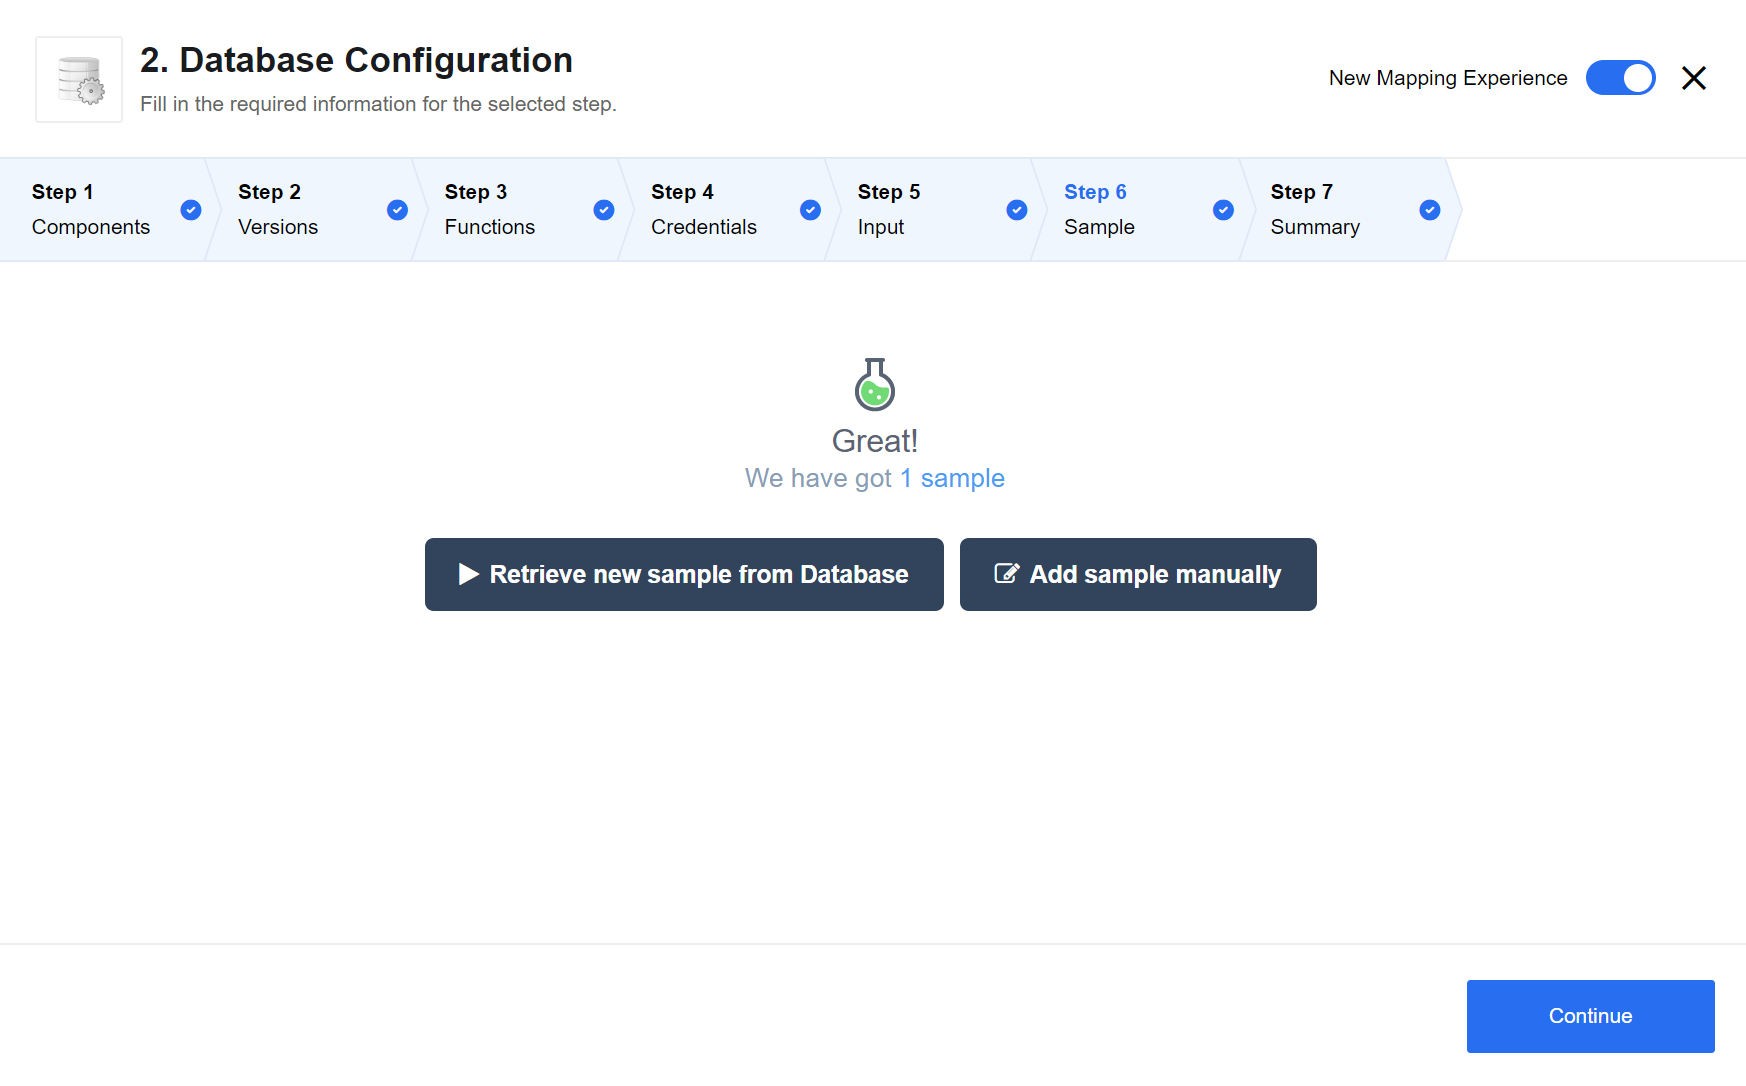 2. Database Configuration
Fill in the required information for the selected step.
New Mapping Experience
Step 1
Components
Step 2
Versions
Step 3
Functions
Step 4
Credentials
Step 5
Input
Step 6
Sample
Step 7
Summary
Great!
We have got 1 sample
Retrieve new sample from Database
Add sample manually
Continue